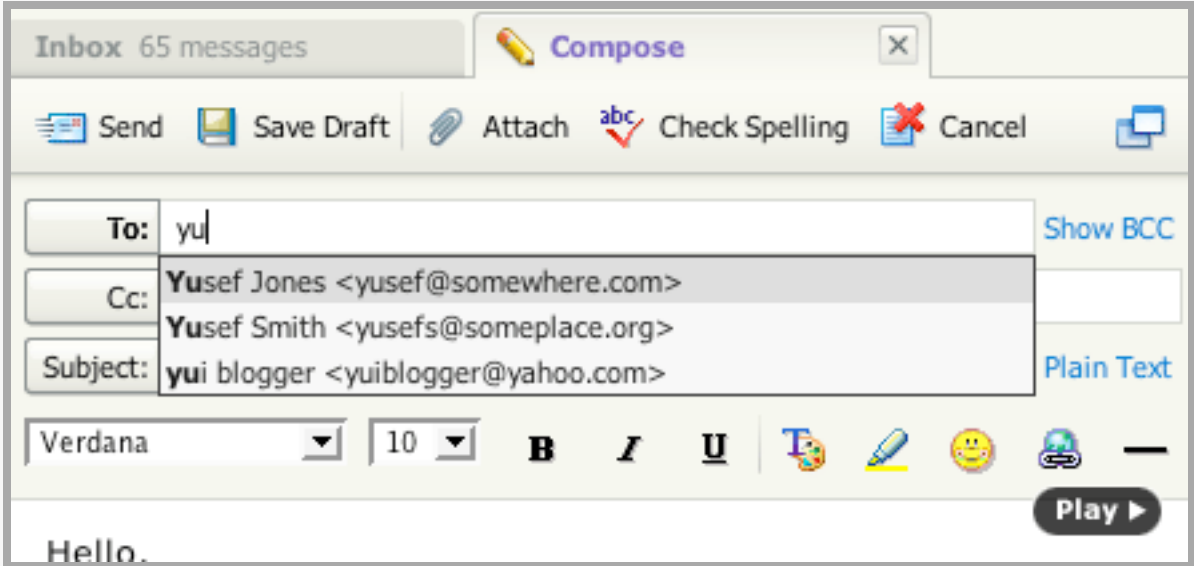 Inbox 65 messages Compose
Send Save Draft Attach abc Check Spelling Cancel
To: yu Show BCC
Yusef Jones <yusef@somewhere.com>
Cc:
Yusef Smith <yusefs@someplace.org>
Subject: yui blogger <yuiblogger@yahoo.com> Plain Text
Verdana 10 B I U T
Play
Hello,